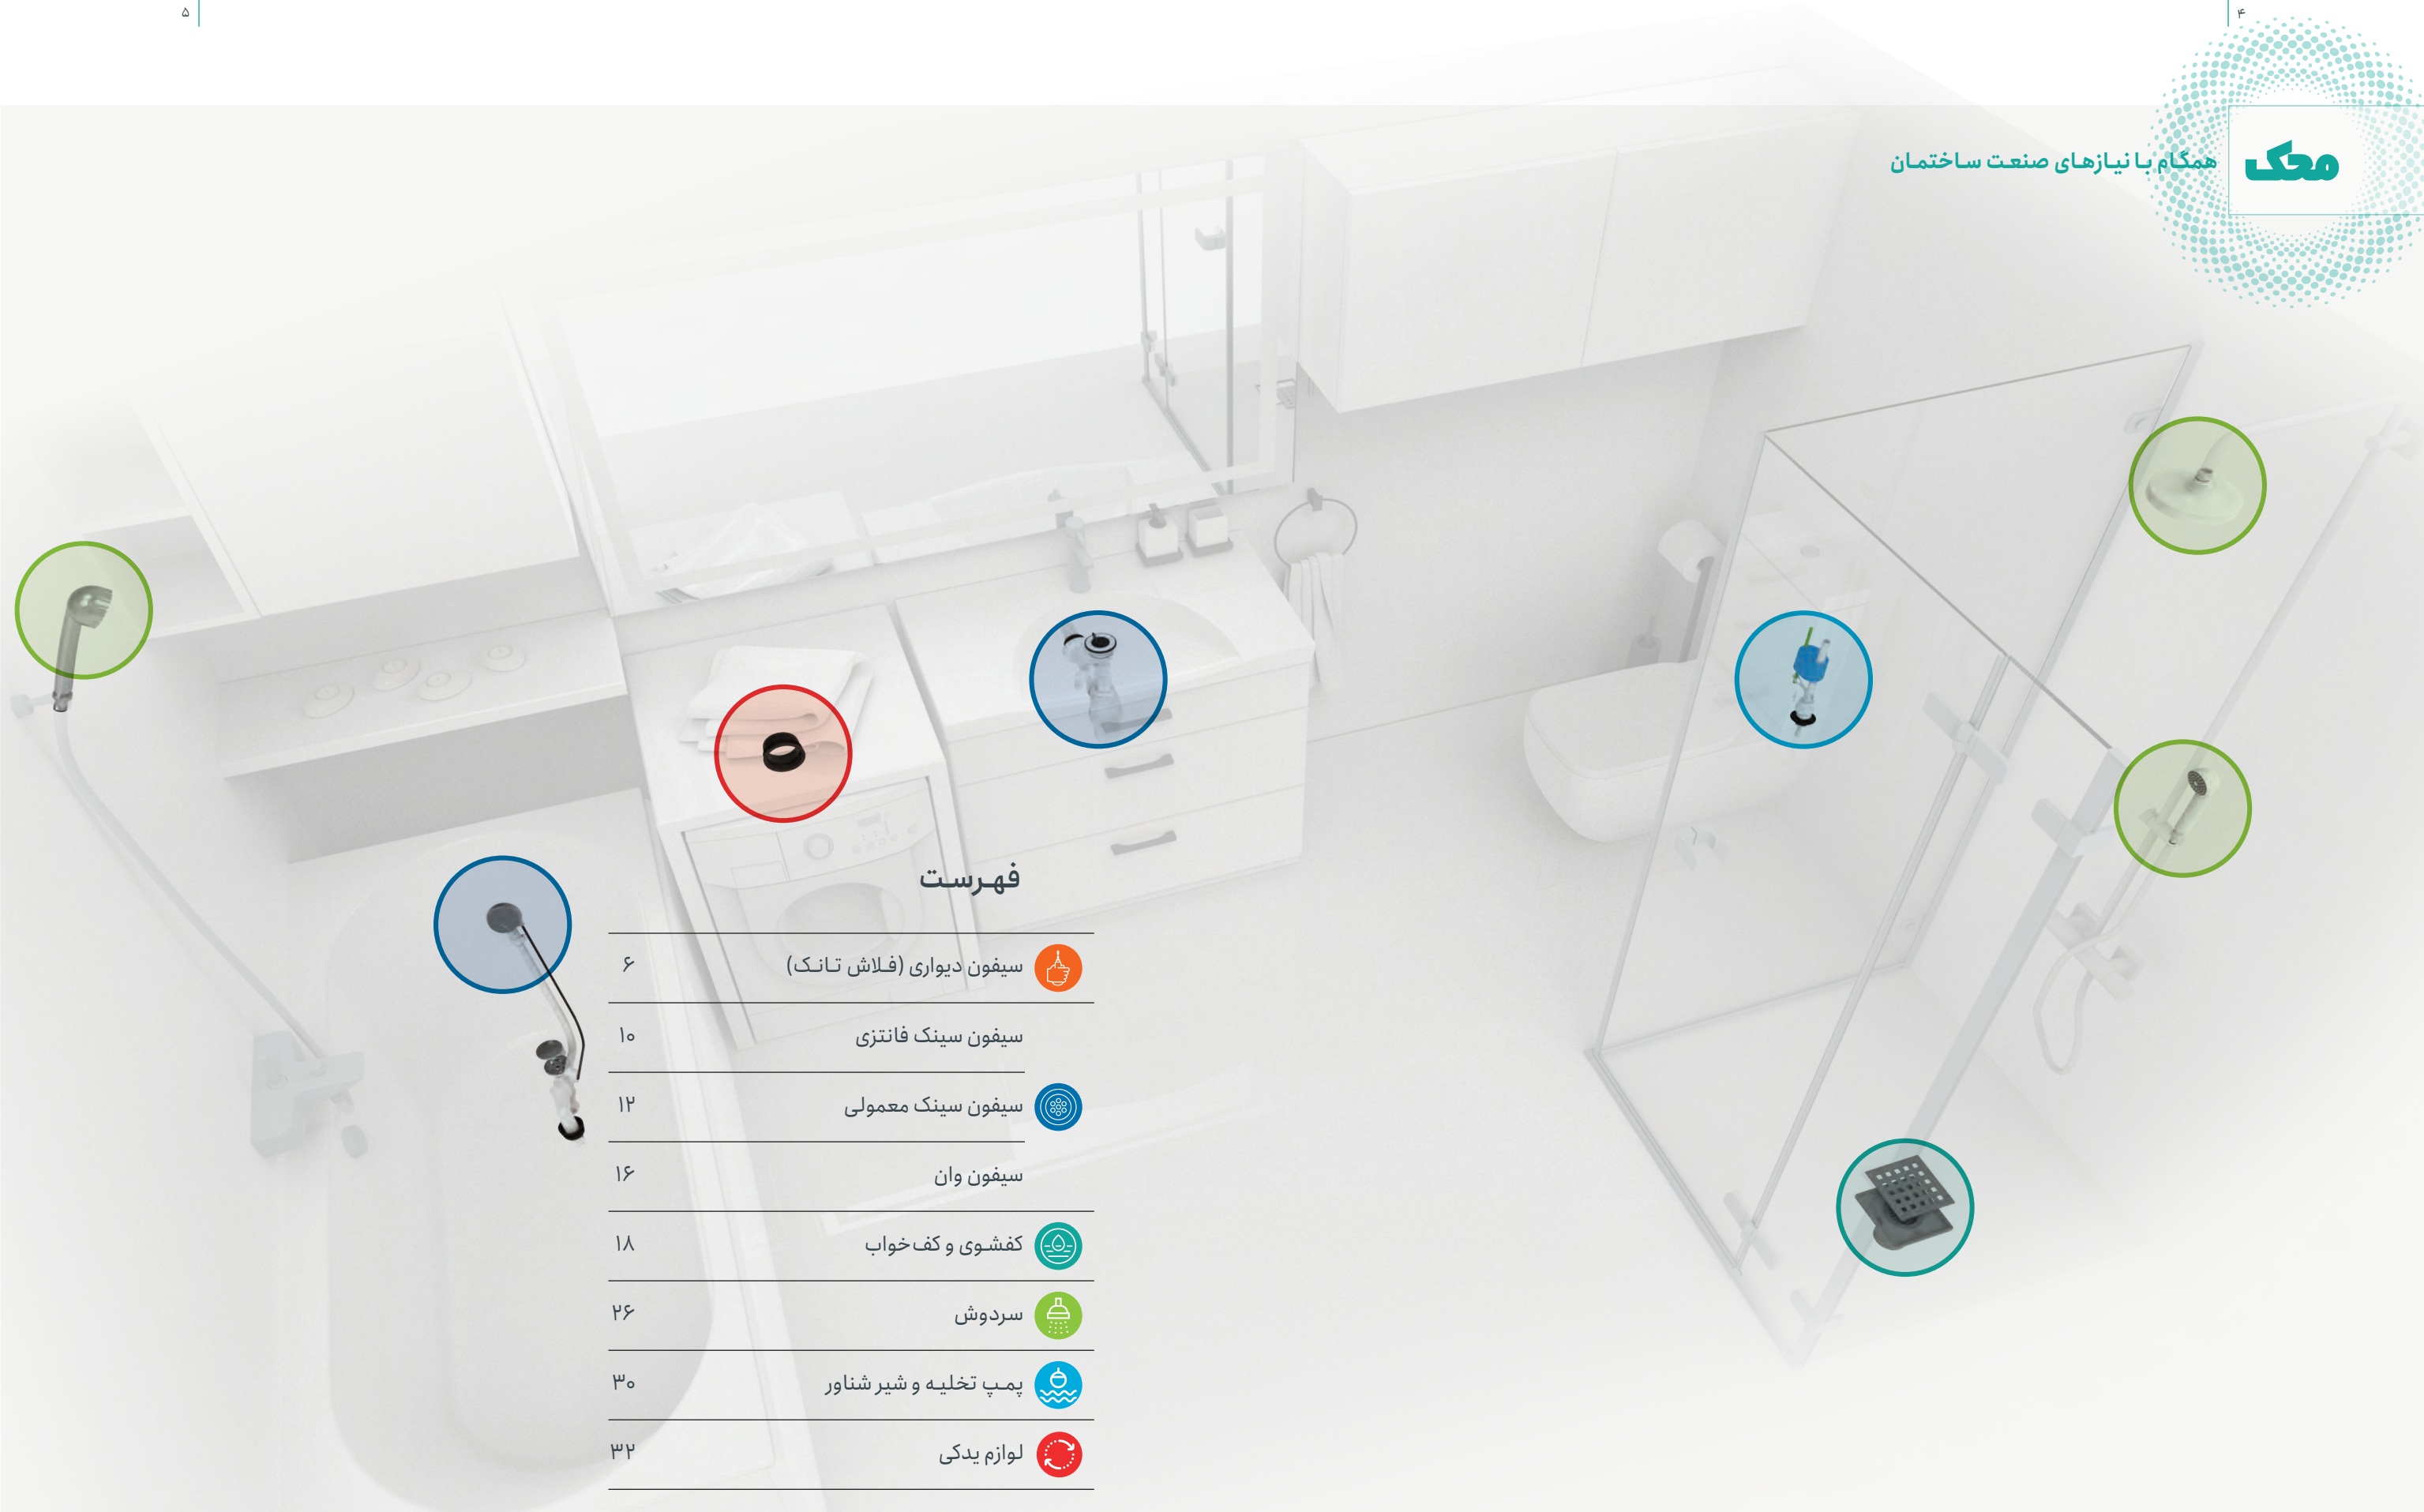 ۴
محک
همگام با نیازهای صنعت ساختمان
۵
فهرست
سیفون دیواری (فلاش تانک) ۶
سیفون سینک فانتزی ۱۰
سیفون سینک معمولی ۱۲
سیفون وان ۱۶
کفشوی و کف‌خواب ۱۸
سردوش ۲۶
پمپ تخلیه و شیر شناور ۳۰
لوازم یدکی ۳۲